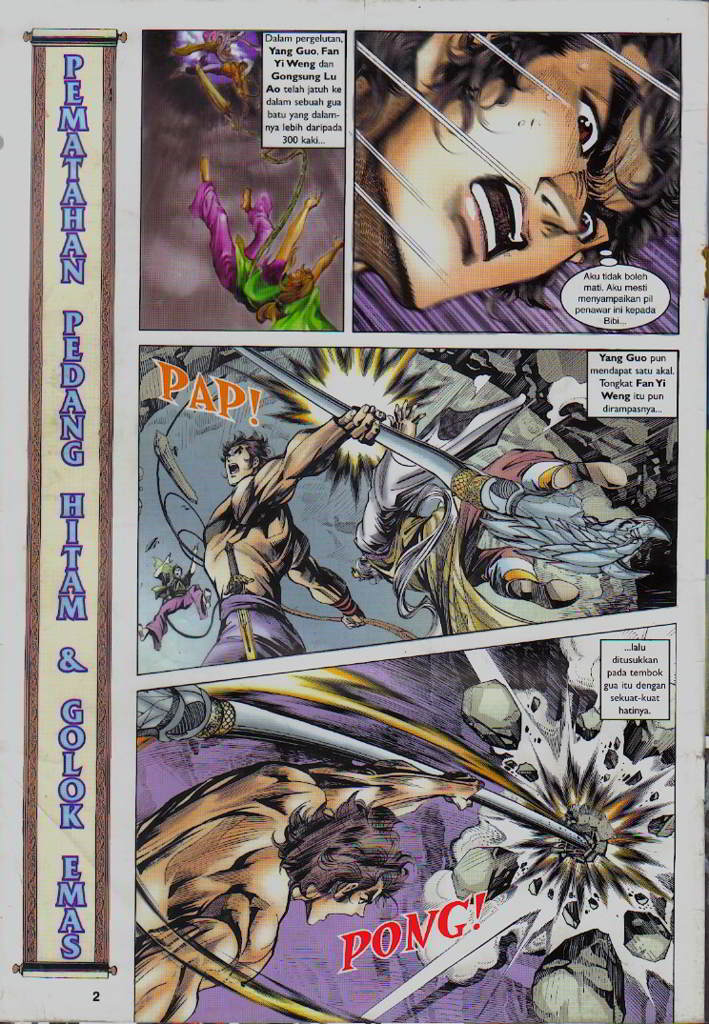 PEMATAHAN PEDANG HITAM & GOLOK EMAS
Dalam pergelutan,
Yang Guo, Fan
Yi Weng dan
Gongsung Lu
Ao telah jatuh ke
dalam sebuah gua
batu yang dalam-
nya lebih daripada
300 kaki...
Aku tidak boleh
mati. Aku mesti
menyampaikan pil
penawar ini kepada
Bibi...
PAP!
Yang Guo pun
mendapat satu akal.
Tongkat Fan Yi
Weng itu pun
dirampasnya...
...lalu
ditusukkan
pada tembok
gua itu dengan
sekuat-kuat
hatinya.
PONG!
2